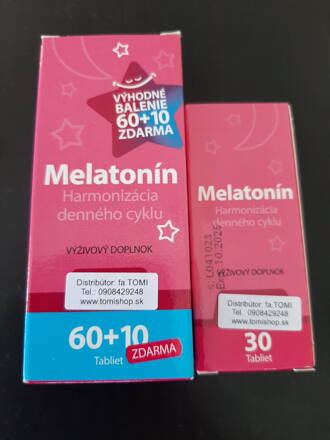 VÝHODNÉ
BALENIE
60+10
ZDARMA
Melatonín
Harmonizácia
denného cyklu
VÝŽIVOVÝ DOPLNOK
Distribútor: fa.TOMI
Tel.: 0908429248
www.tomishop.sk
60+10
Tabliet
ZDARMA
Melatonín
Harmonizácia
denného cyklu
VÝŽIVOVÝ DOPLNOK
Distribútor: fa.TOMI
Tel.: 0908429248
www.tomishop.sk
30
Tabliet